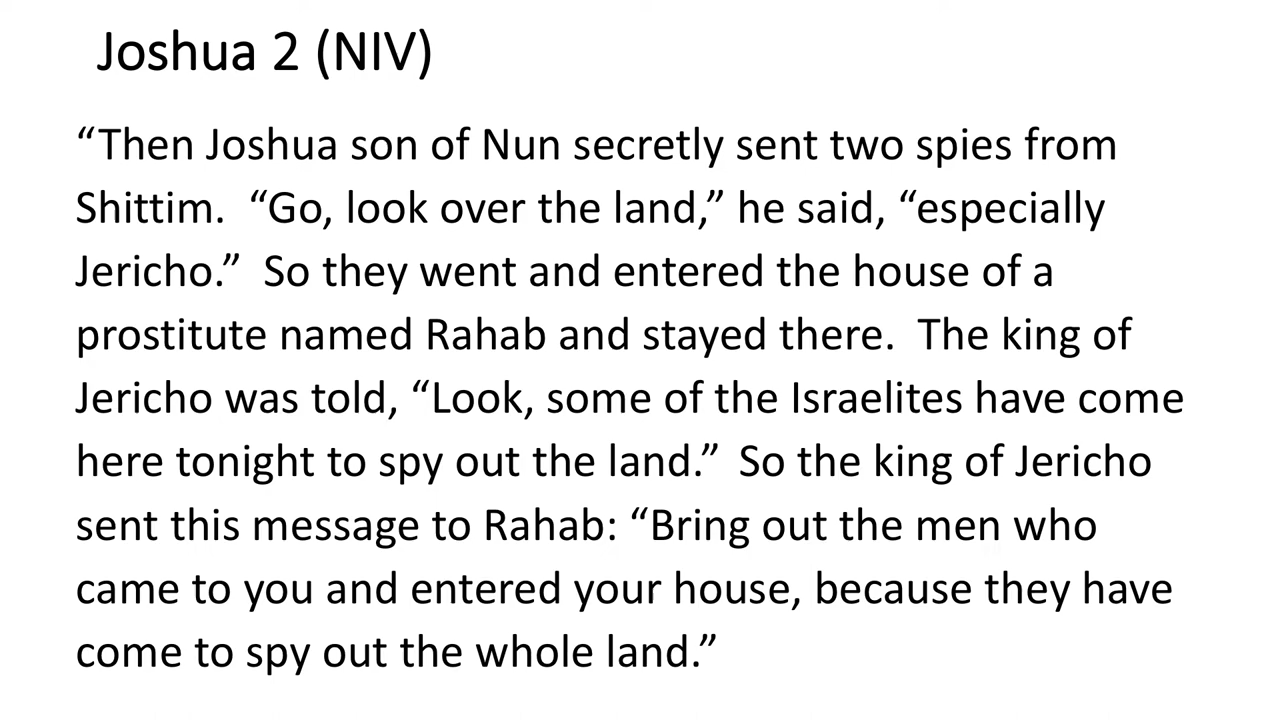 Joshua 2 (NIV)
“Then Joshua son of Nun secretly sent two spies from
Shittim.  “Go, look over the land,” he said, “especially
Jericho.”  So they went and entered the house of a
prostitute named Rahab and stayed there.  The king of
Jericho was told, “Look, some of the Israelites have come
here tonight to spy out the land.”  So the king of Jericho
sent this message to Rahab: “Bring out the men who
came to you and entered your house, because they have
come to spy out the whole land.”